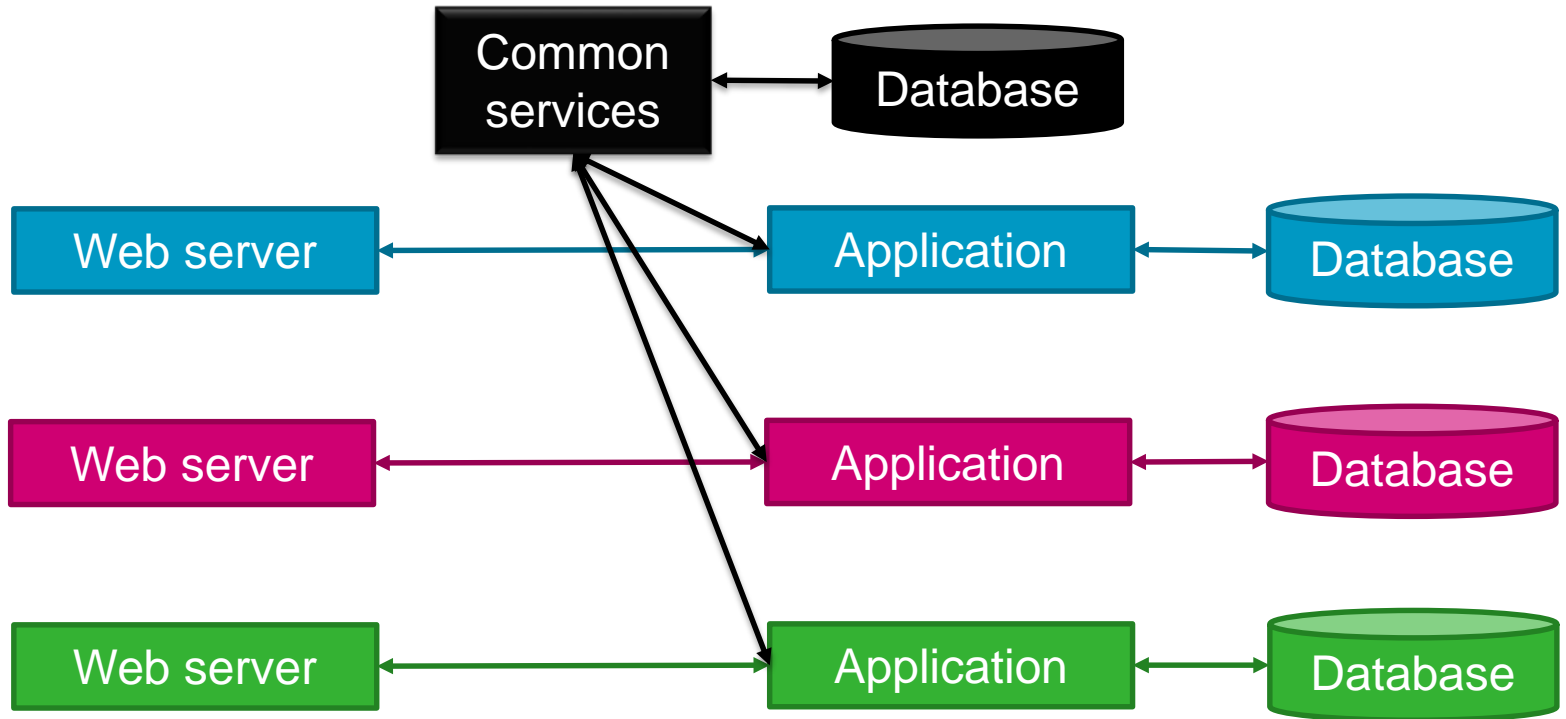 Common
services
Database
Web server
Application
Database
Web server
Application
Database
Web server
Application
Database